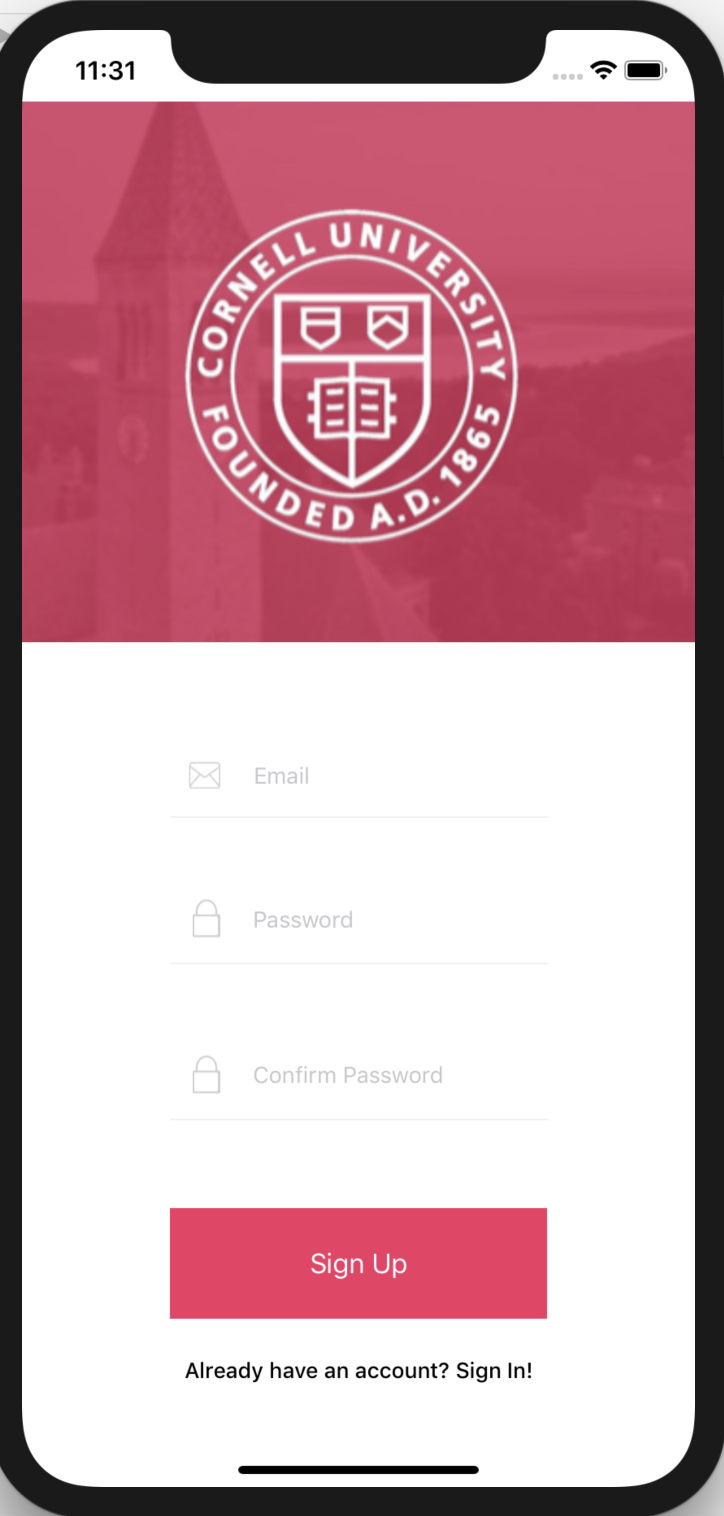 11:31
CORNELL UNIVERSITY
FOUNDED A.D. 1865
Email
Password
Confirm Password
Sign Up
Already have an account? Sign In!